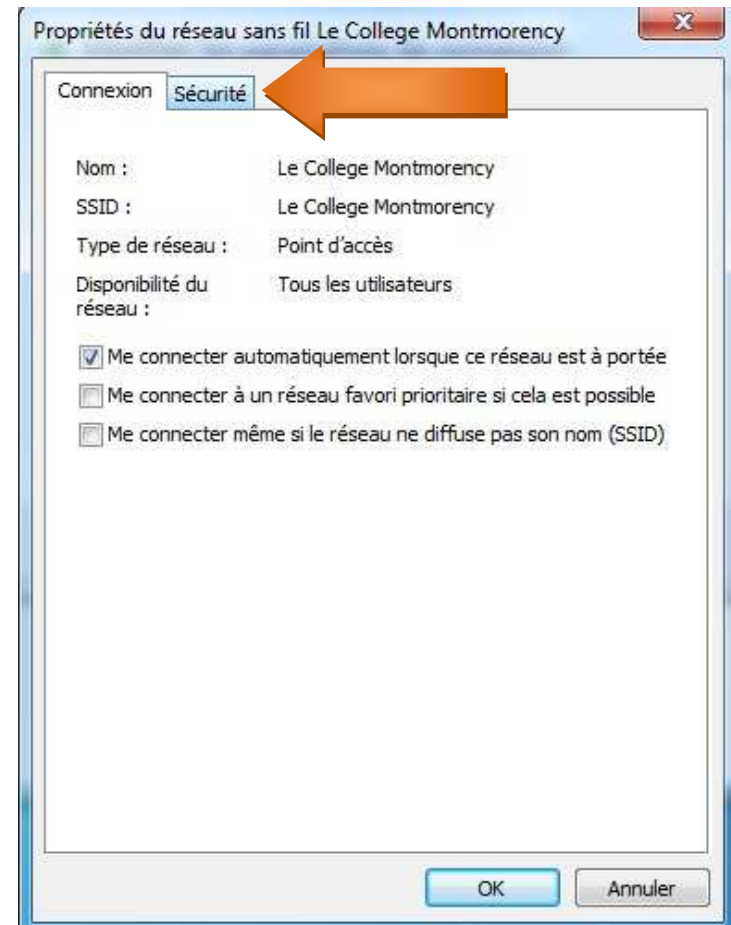 Propriétés du réseau sans fil Le College Montmorency
Connexion Sécurité
Nom : Le College Montmorency
SSID : Le College Montmorency
Type de réseau : Point d'accès
Disponibilité du Tous les utilisateurs
réseau :
Me connecter automatiquement lorsque ce réseau est à portée
Me connecter à un réseau favori prioritaire si cela est possible
Me connecter même si le réseau ne diffuse pas son nom (SSID)
OK Annuler